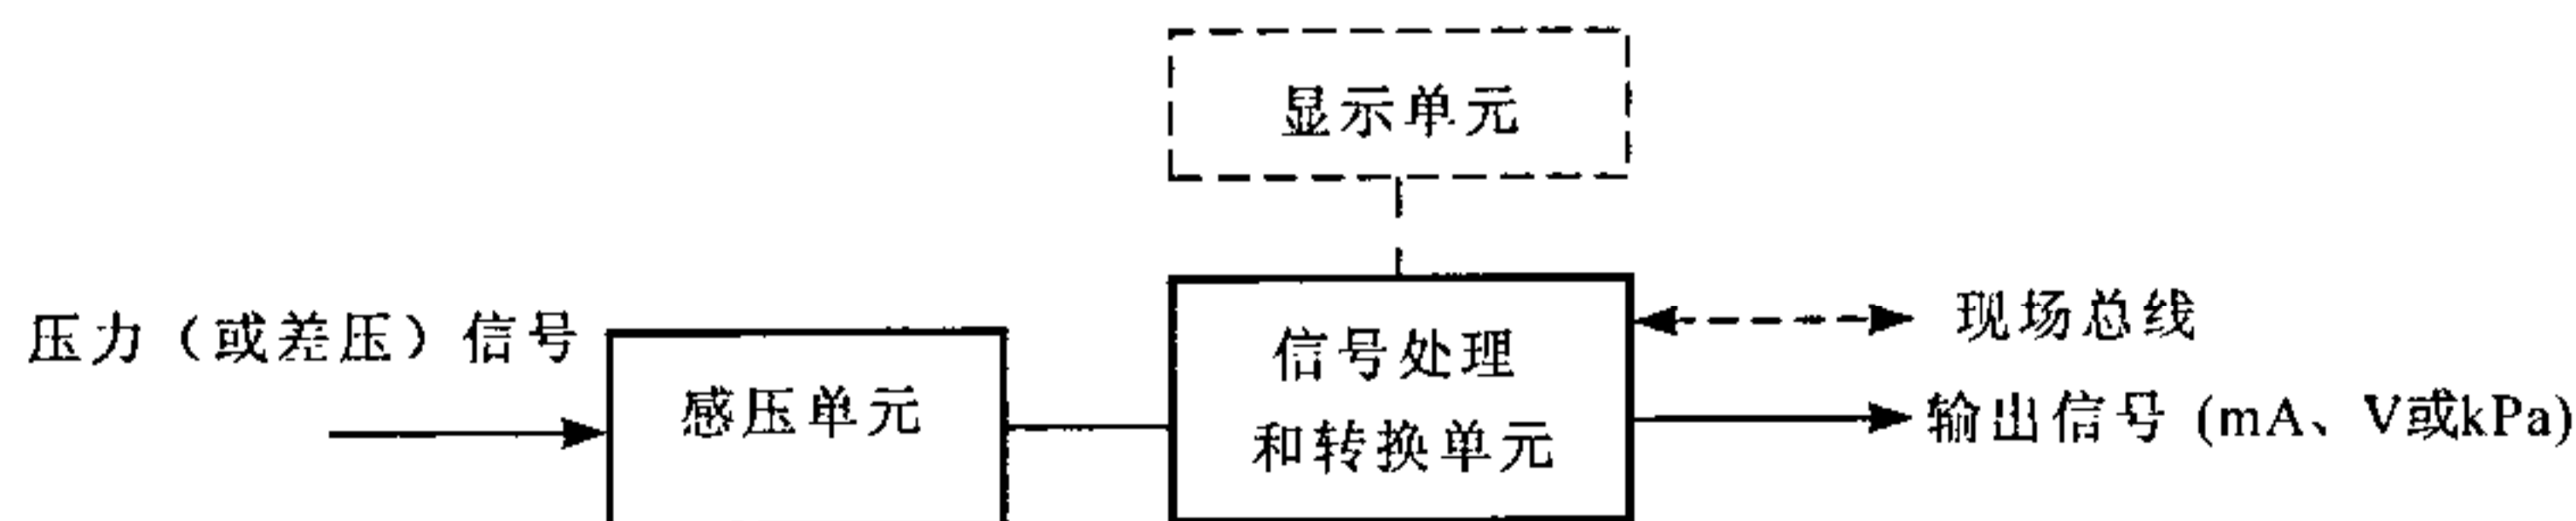 显示单元
压力（或差压）信号
感压单元
信号处理
和转换单元
现场总线
输出信号 (mA、V或kPa)